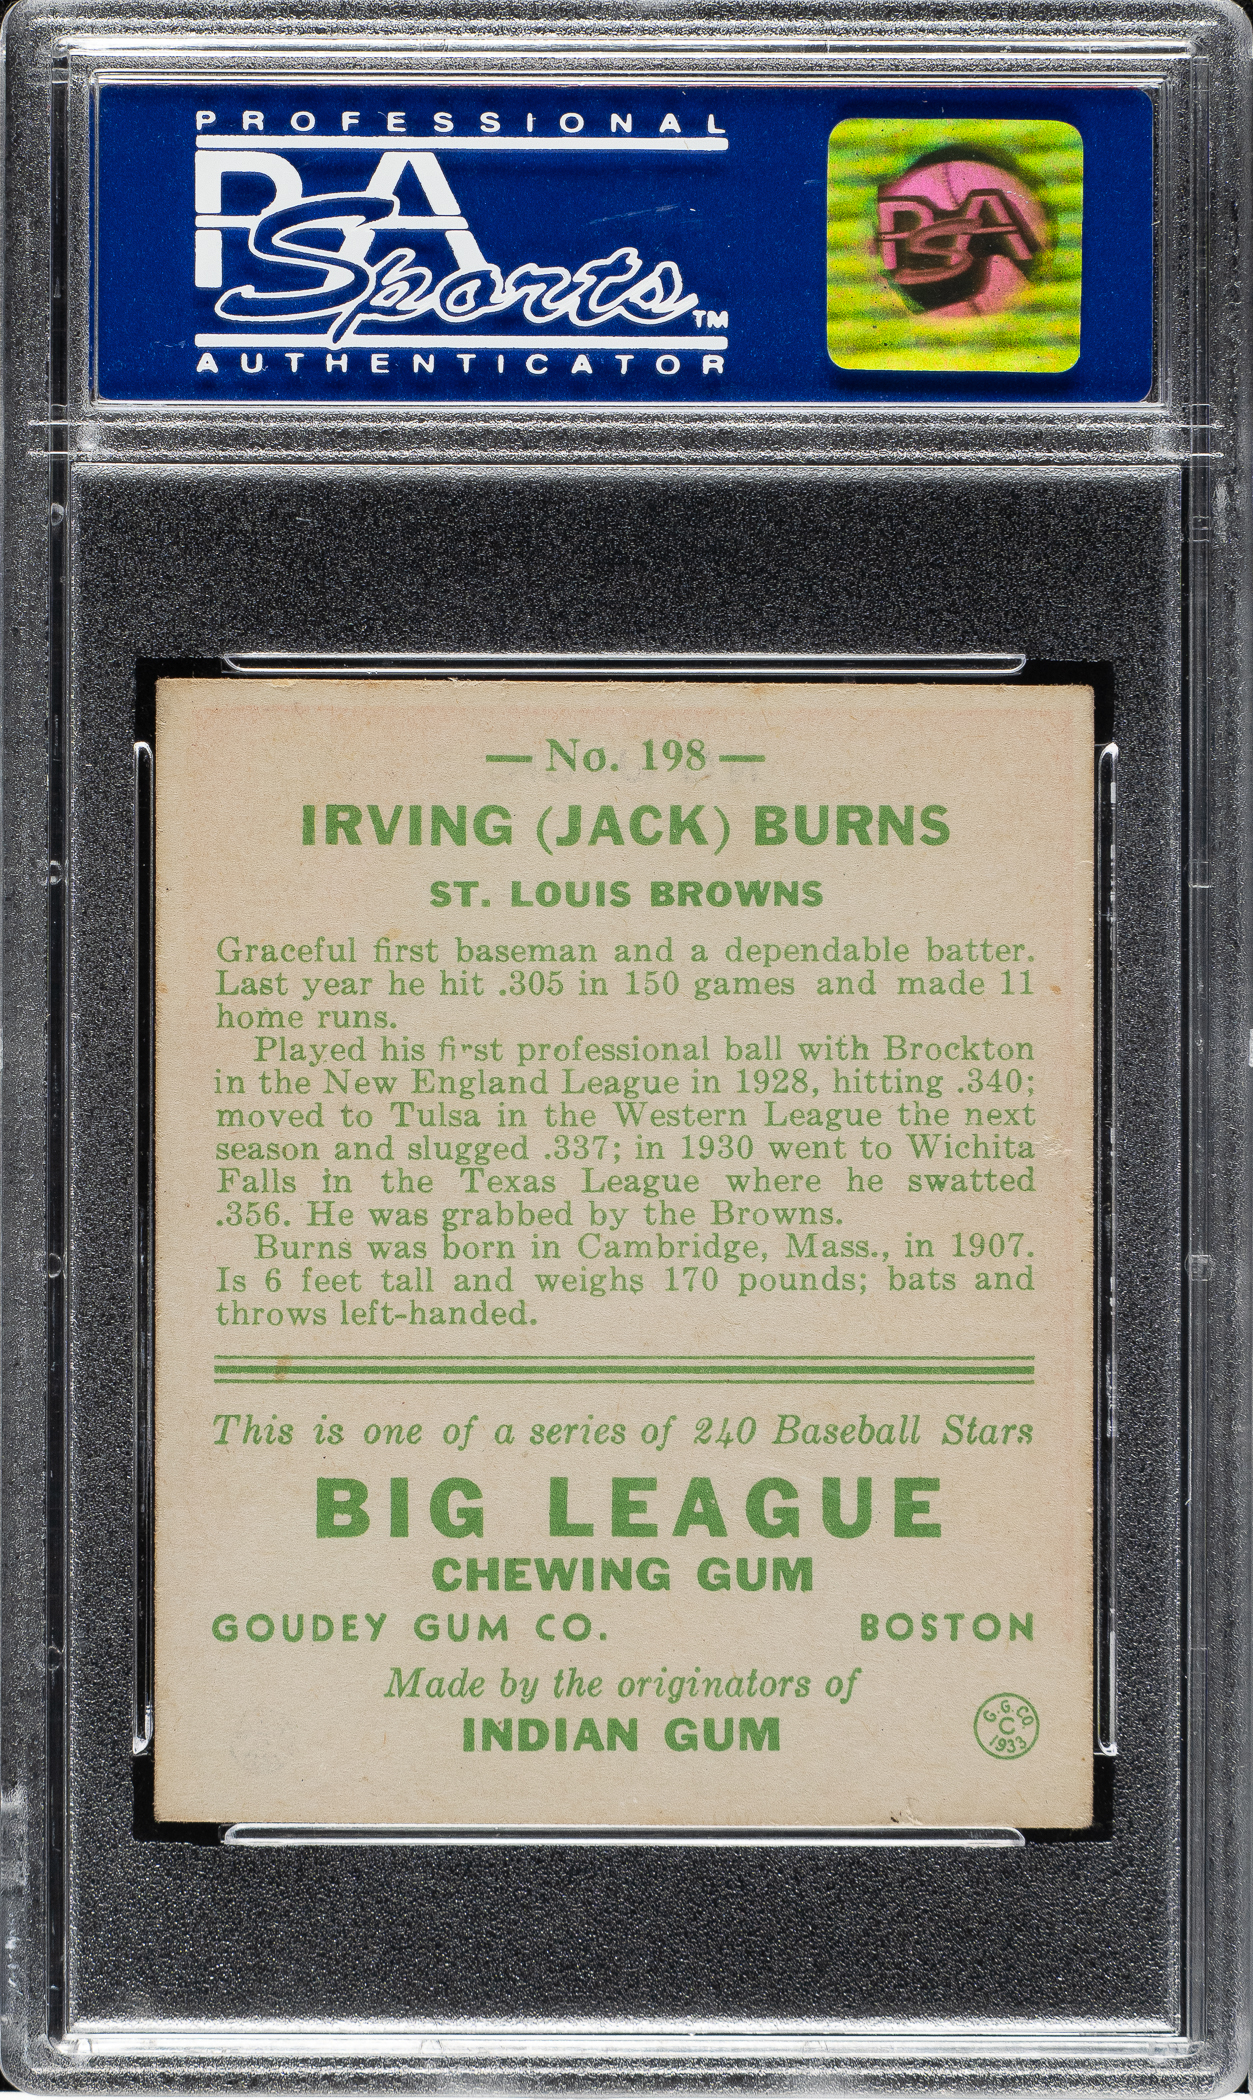 PROFESSIONAL
PSA
Sports™
AUTHENTICATOR
PSA
— No. 198 —
IRVING (JACK) BURNS
ST. LOUIS BROWNS
Graceful first baseman and a dependable batter.
Last year he hit .305 in 150 games and made 11
home runs.
Played his first professional ball with Brockton
in the New England League in 1928, hitting .340;
moved to Tulsa in the Western League the next
season and slugged .337; in 1930 went to Wichita
Falls in the Texas League where he swatted
.356. He was grabbed by the Browns.
Burns was born in Cambridge, Mass., in 1907.
Is 6 feet tall and weighs 170 pounds; bats and
throws left-handed.
This is one of a series of 240 Baseball Stars
BIG LEAGUE
CHEWING GUM
GOUDEY GUM CO. BOSTON
Made by the originators of
INDIAN GUM
G.G.CO.
C
1933